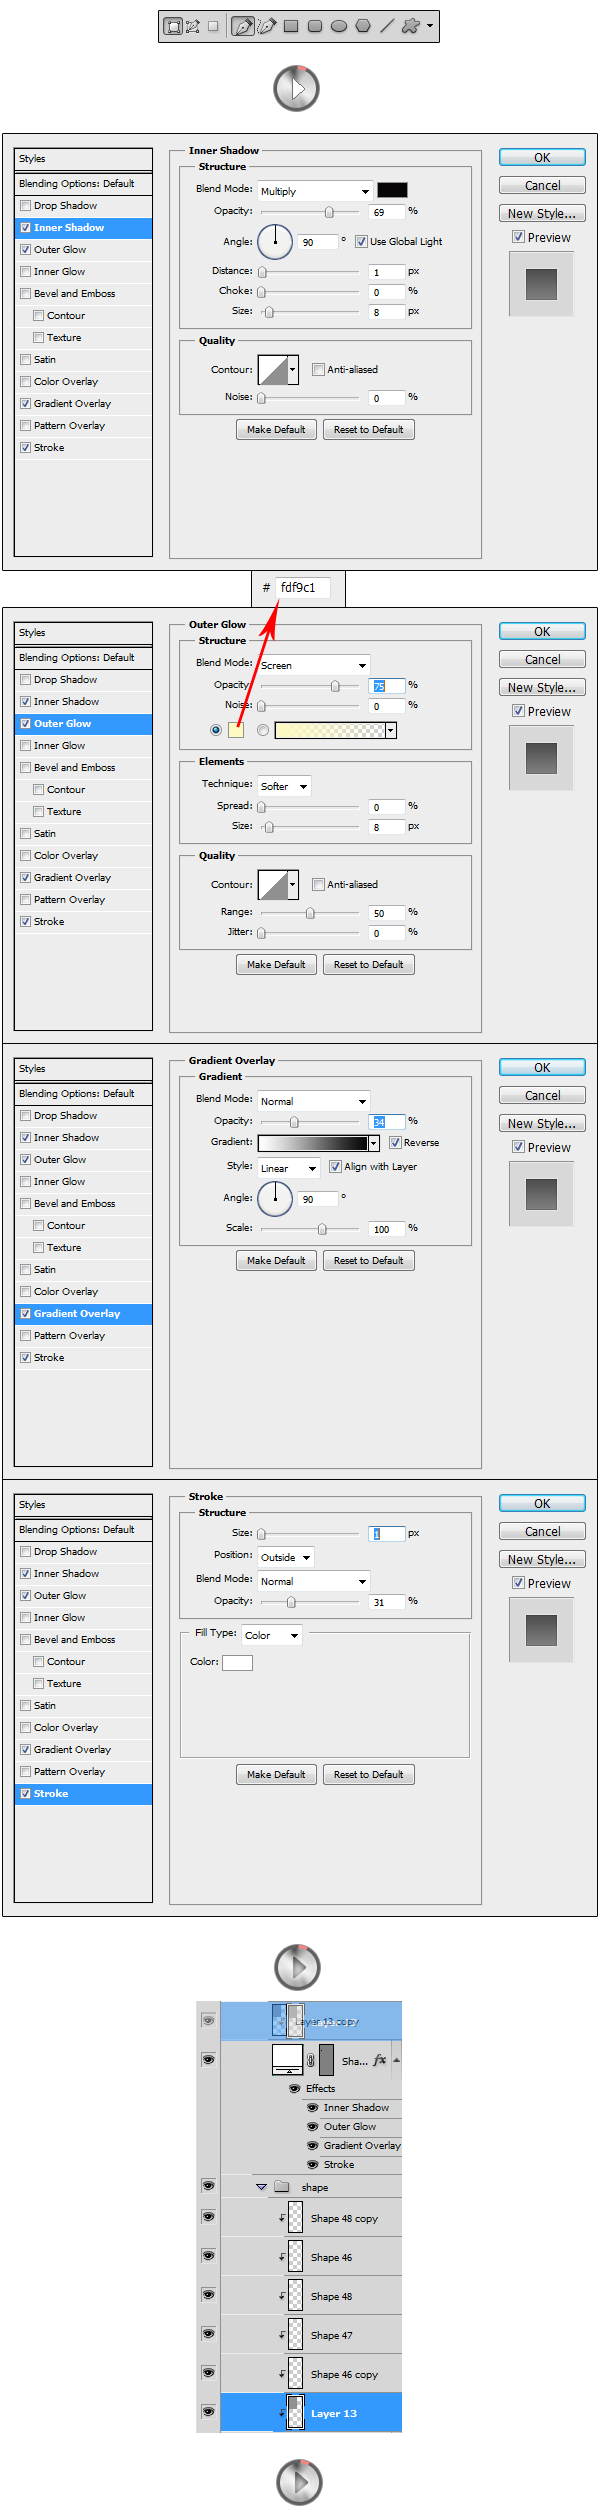 Styles
Blending Options: Default
Drop Shadow
Inner Shadow
Outer Glow
Inner Glow
Bevel and Emboss
Contour
Texture
Satin
Color Overlay
Gradient Overlay
Pattern Overlay
Stroke
Inner Shadow
Structure
Blend Mode: Multiply
Opacity: 69 %
Angle: 90 ° Use Global Light
Distance: 1 px
Choke: 0 %
Size: 8 px
Quality
Contour: Anti-aliased
Noise: 0 %
Make Default Reset to Default
OK
Cancel
New Style...
Preview
# fdf9c1
Styles
Blending Options: Default
Drop Shadow
Inner Shadow
Outer Glow
Inner Glow
Bevel and Emboss
Contour
Texture
Satin
Color Overlay
Gradient Overlay
Pattern Overlay
Stroke
Outer Glow
Structure
Blend Mode: Screen
Opacity: 75 %
Noise: 0 %
Elements
Technique: Softer
Spread: 0 %
Size: 8 px
Quality
Contour: Anti-aliased
Range: 50 %
Jitter: 0 %
Make Default Reset to Default
OK
Cancel
New Style...
Preview
Styles
Blending Options: Default
Drop Shadow
Inner Shadow
Outer Glow
Inner Glow
Bevel and Emboss
Contour
Texture
Satin
Color Overlay
Gradient Overlay
Pattern Overlay
Stroke
Gradient Overlay
Gradient
Blend Mode: Normal
Opacity: 34 %
Gradient: Reverse
Style: Linear Align with Layer
Angle: 90 °
Scale: 100 %
Make Default Reset to Default
OK
Cancel
New Style...
Preview
Styles
Blending Options: Default
Drop Shadow
Inner Shadow
Outer Glow
Inner Glow
Bevel and Emboss
Contour
Texture
Satin
Color Overlay
Gradient Overlay
Pattern Overlay
Stroke
Stroke
Structure
Size: 1 px
Position: Outside
Blend Mode: Normal
Opacity: 31 %
Fill Type: Color
Color:
Make Default Reset to Default
OK
Cancel
New Style...
Preview
Layer 13 copy
Sha... fx
Effects
Inner Shadow
Outer Glow
Gradient Overlay
Stroke
shape
Shape 48 copy
Shape 46
Shape 48
Shape 47
Shape 46 copy
Layer 13